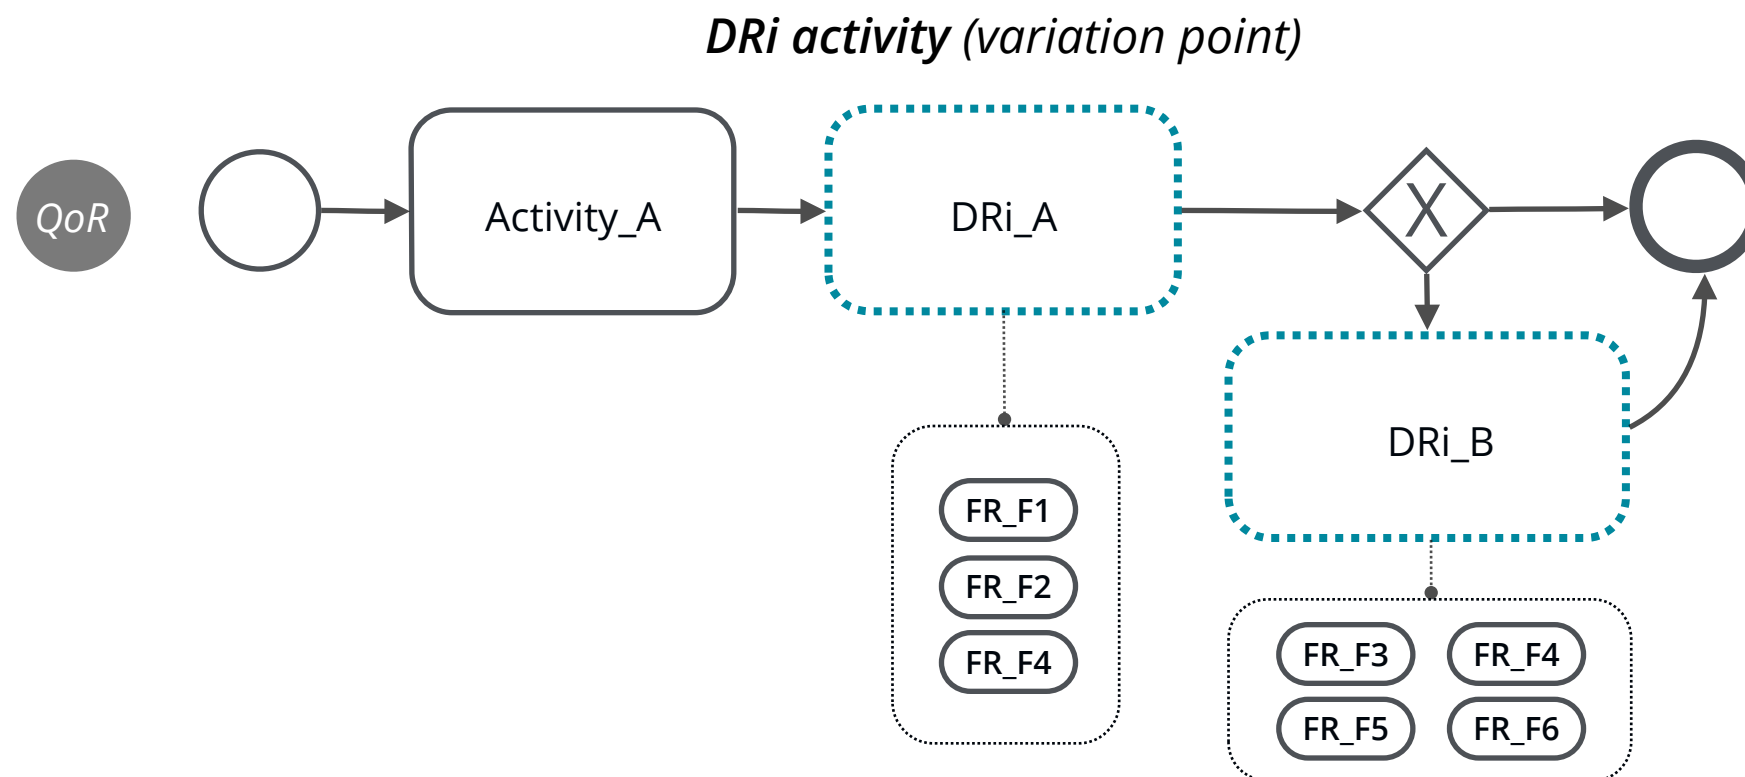 DRi activity (variation point)
QoR
Activity_A
DRi_A
X
DRi_B
FR_F1
FR_F2
FR_F4
FR_F3
FR_F4
FR_F5
FR_F6